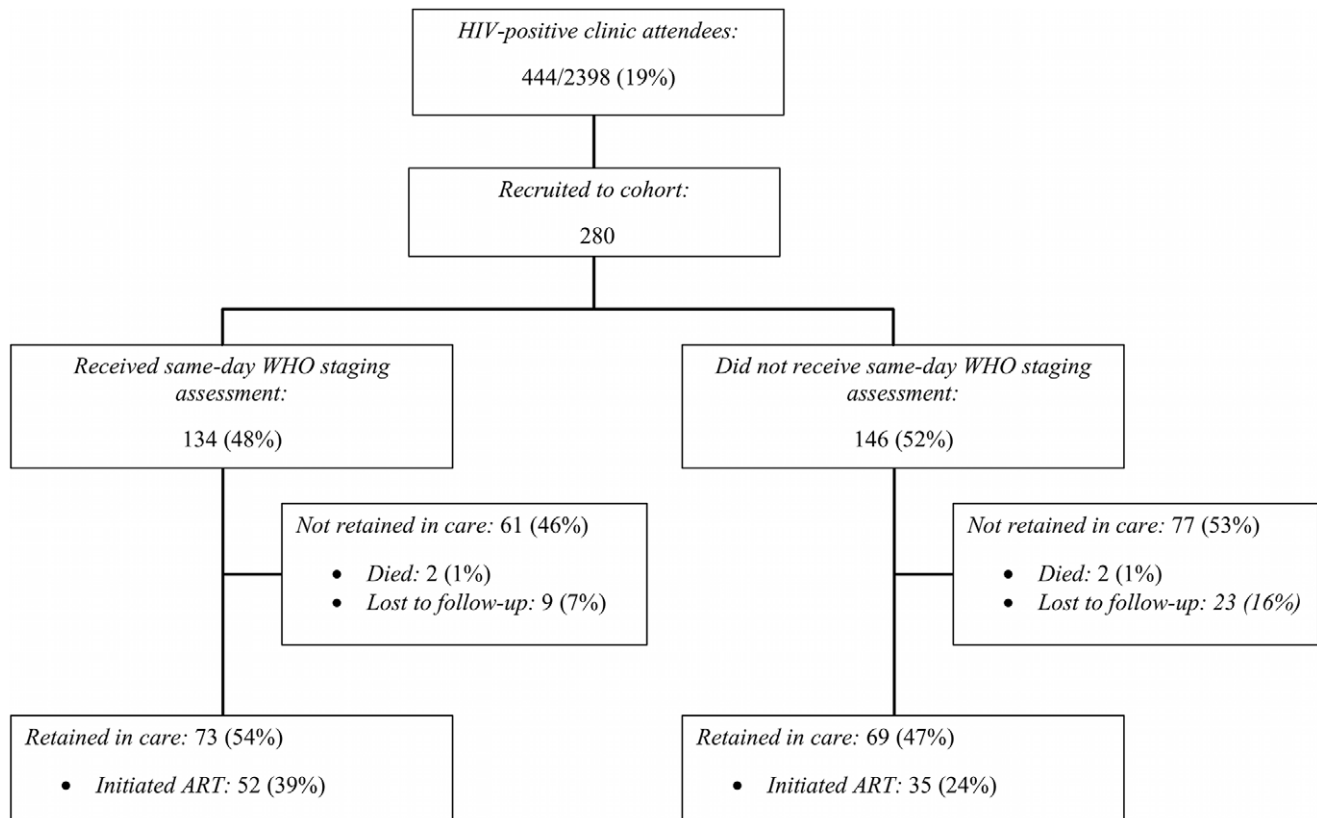 HIV-positive clinic attendees:
444/2398 (19%)
Recruited to cohort:
280
Received same-day WHO staging
assessment:
134 (48%)
Did not receive same-day WHO staging
assessment:
146 (52%)
Not retained in care: 61 (46%)
• Died: 2 (1%)
• Lost to follow-up: 9 (7%)
Not retained in care: 77 (53%)
• Died: 2 (1%)
• Lost to follow-up: 23 (16%)
Retained in care: 73 (54%)
• Initiated ART: 52 (39%)
Retained in care: 69 (47%)
• Initiated ART: 35 (24%)